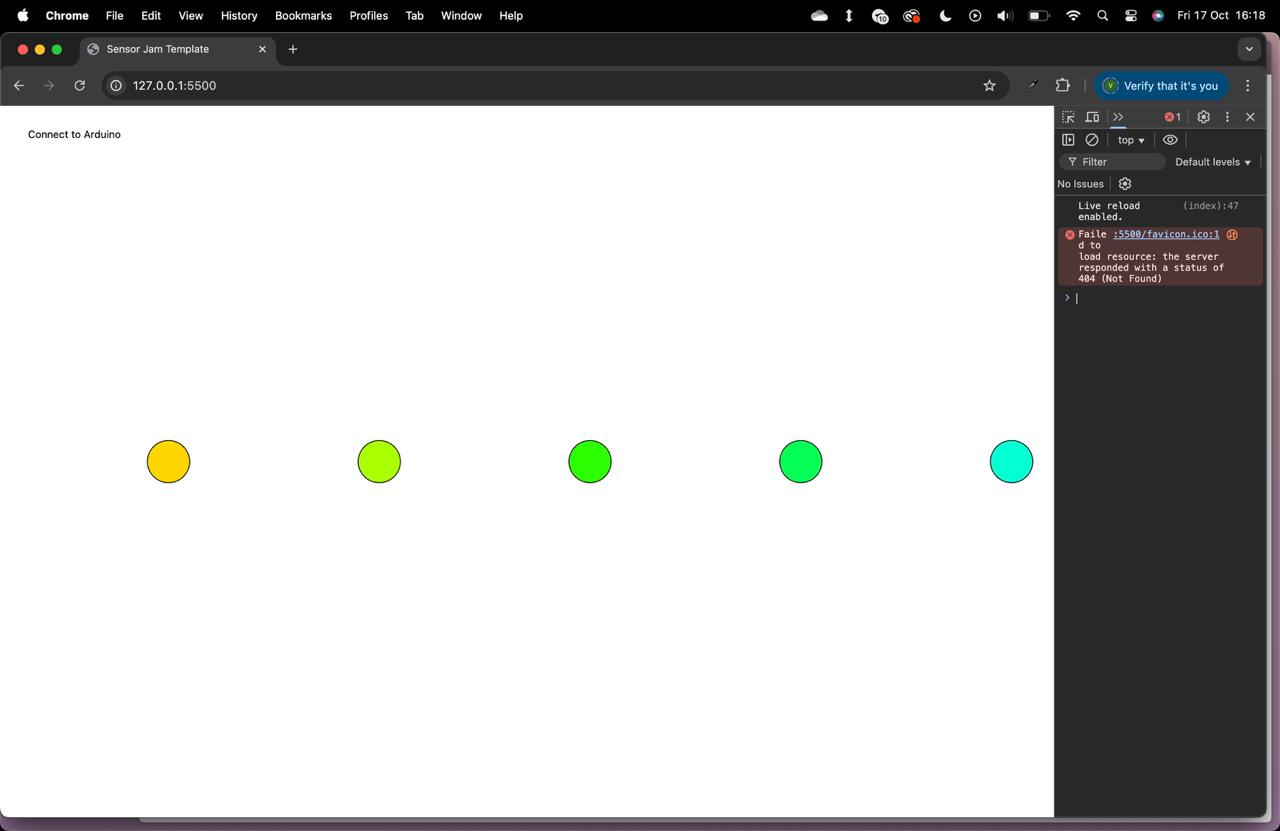 Chrome File Edit View History Bookmarks Profiles Tab Window Help 10 Fri 17 Oct 16:18
Sensor Jam Template
127.0.0.1:5500 V Verify that it's you
Connect to Arduino
1
top
Filter Default levels
No Issues
Live reload (index):47
enabled.
Faile :5500/favicon.ico:1
d to
load resource: the server
responded with a status of
404 (Not Found)